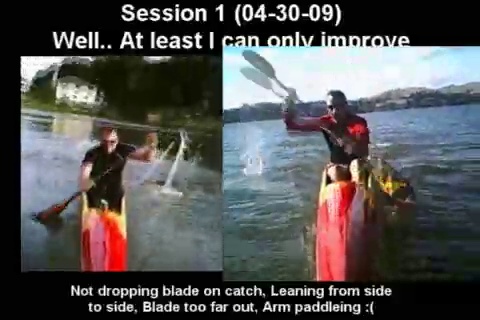 Session 1 (04-30-09)
Well.. At least I can only improve
Not dropping blade on catch, Leaning from side
to side, Blade too far out, Arm paddleing :(